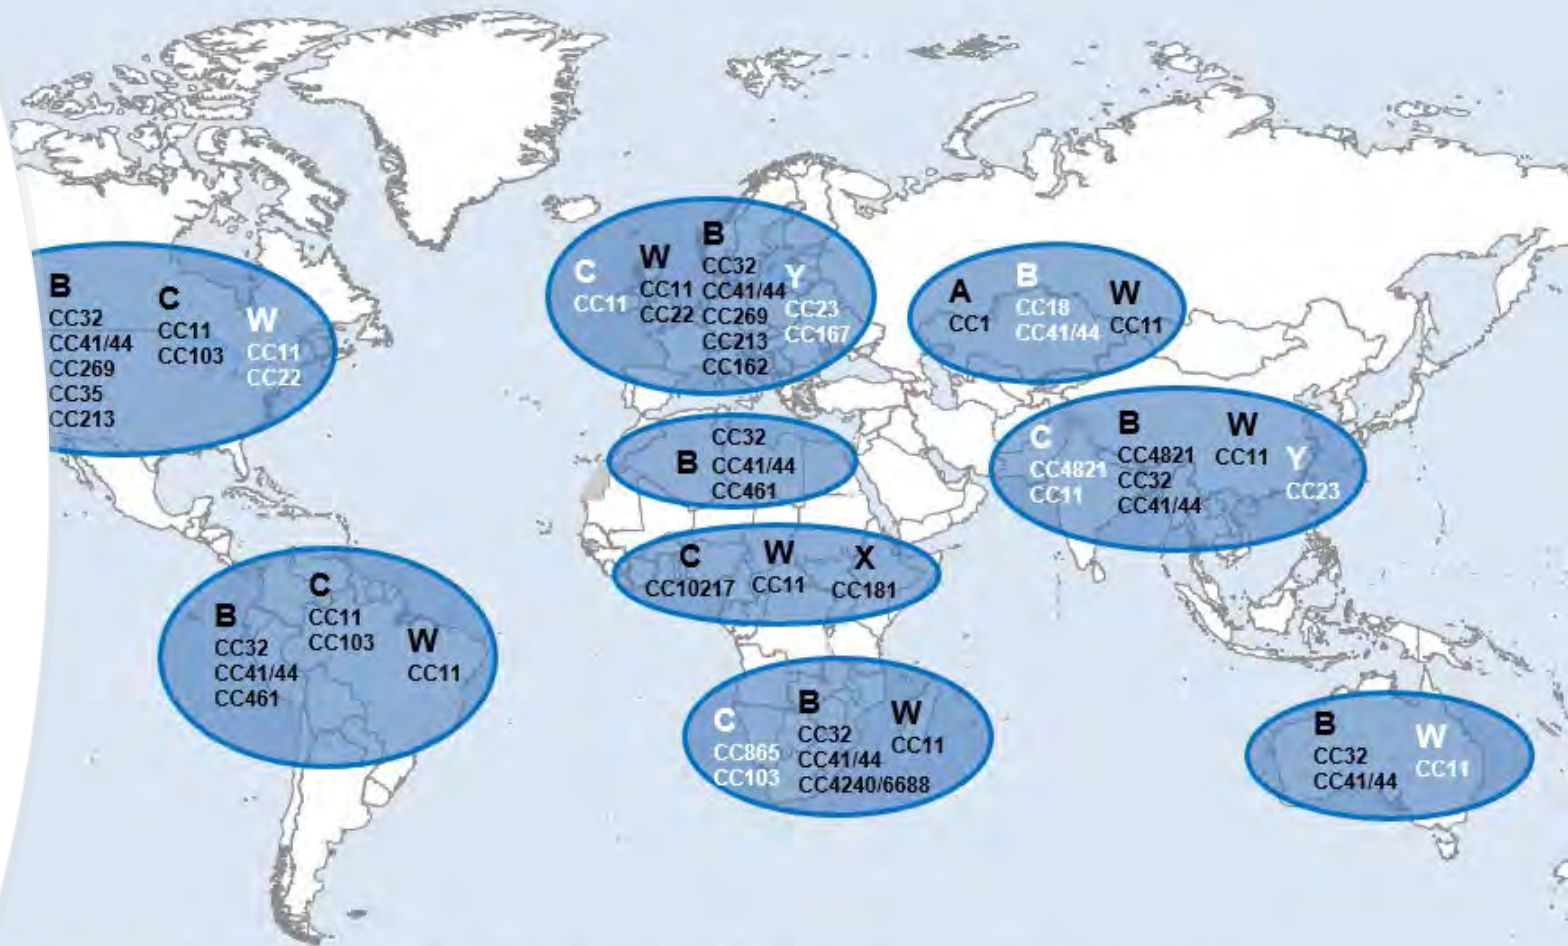 B
CC32
CC41/44
CC269
CC35
CC213
C
CC11
CC103
W
CC11
CC22
C
CC11
W
CC11
CC22
B
CC32
CC41/44
CC269
CC213
CC162
Y
CC23
CC167
A
CC1
B
CC18
CC41/44
W
CC11
B
CC32
CC41/44
CC461
C
CC4821
CC11
B
CC4821
CC32
CC41/44
W
CC11
Y
CC23
C
CC10217
W
CC11
X
CC181
B
CC32
CC41/44
CC461
C
CC11
CC103
W
CC11
C
CC865
CC103
B
CC32
CC41/44
CC4240/6688
W
CC11
B
CC32
CC41/44
W
CC11